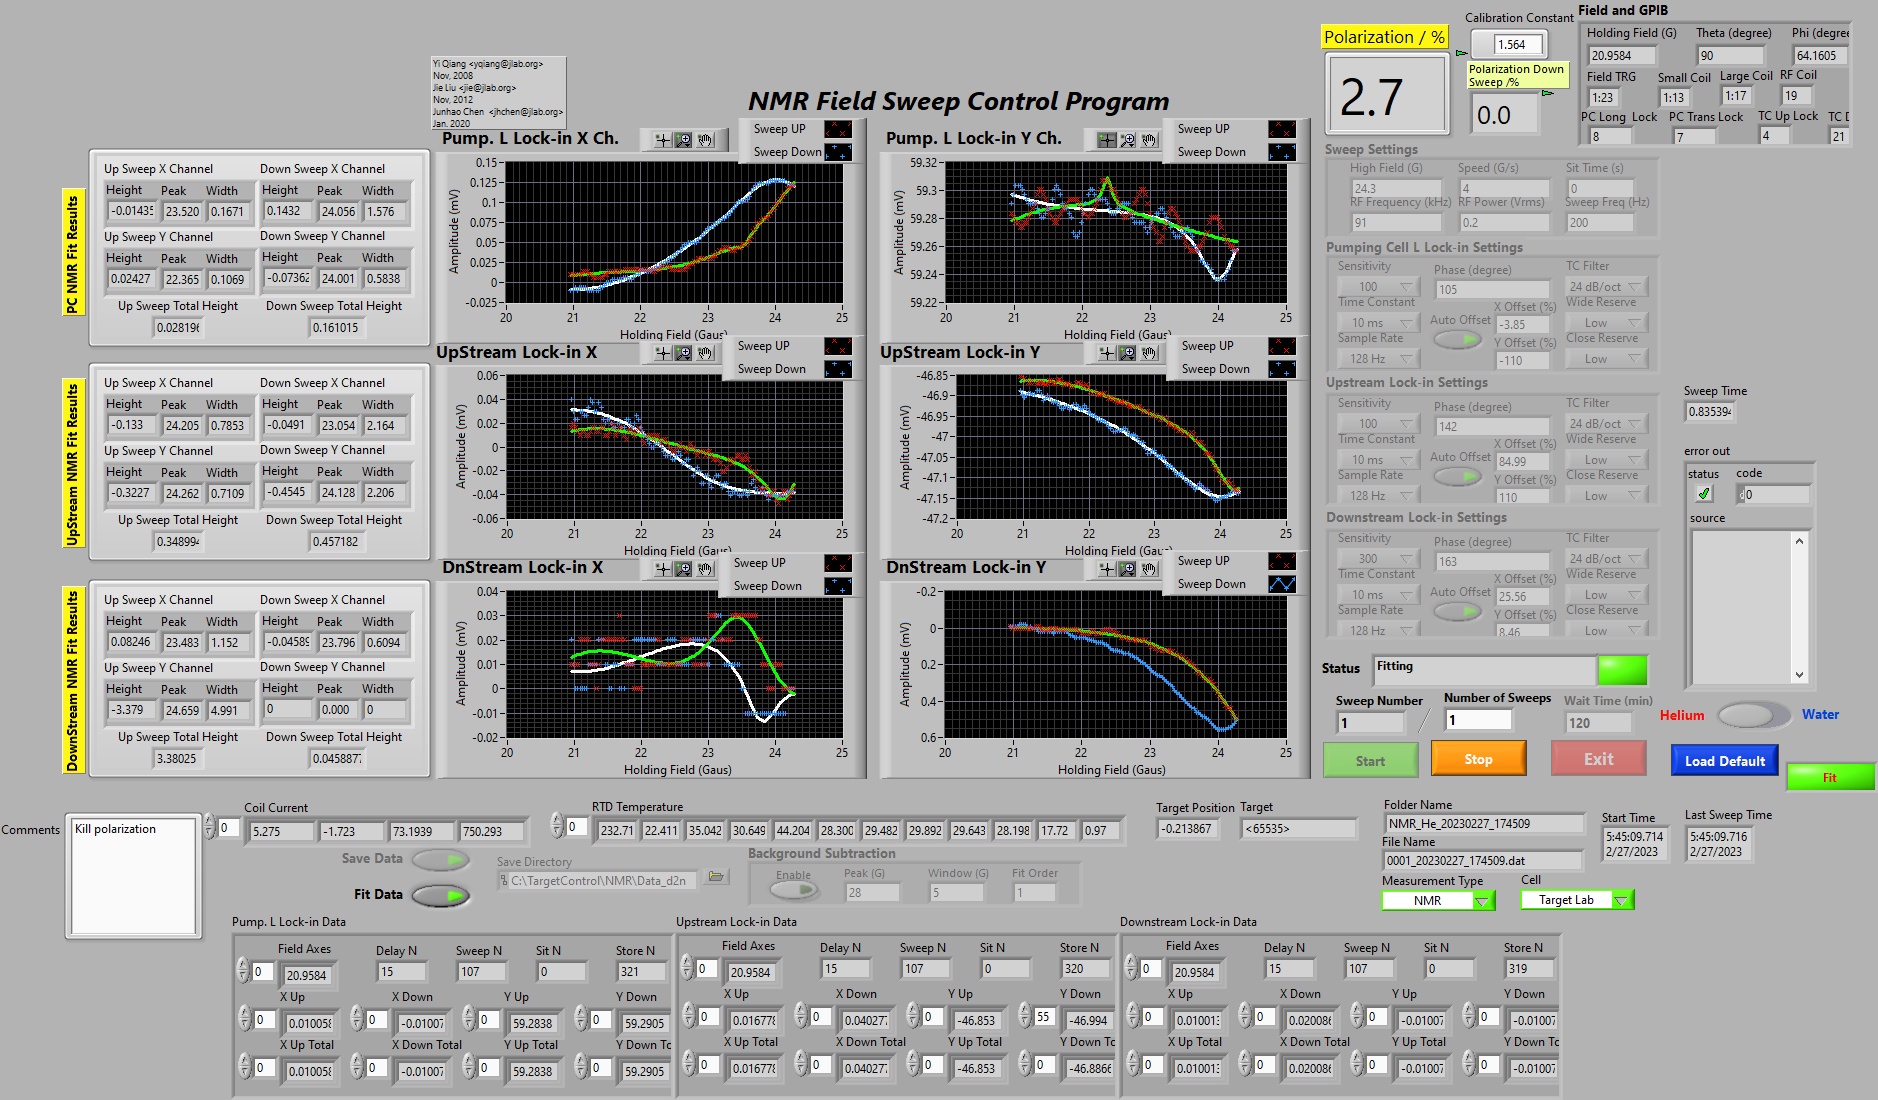 Yi Qiang <yqiang@jlab.org>
Nov, 2008
Jie Liu <jie@jlab.org>
Nov, 2012
Junhao Chen <jhchen@jlab.org>
Jan. 2020
NMR Field Sweep Control Program
Polarization / %
2.7
Calibration Constant
1.564
Polarization Down
Sweep /%
0.0
Field and GPIB
Holding Field (G) Theta (degree) Phi (degree
20.9584 90 64.1605
Field TRG Small Coil Large Coil RF Coil
1:23 1:13 1:17 19
PC Long Lock PC Trans Lock TC Up Lock TC D
8 7 4 21
PC NMR Fit Results
Up Sweep X Channel Down Sweep X Channel
Height Peak Width Height Peak Width
-0.01435 23.520 0.1671 0.1432 24.056 1.576
Up Sweep Y Channel Down Sweep Y Channel
Height Peak Width Height Peak Width
0.02427 22.365 0.1069 -0.07362 24.001 0.5838
Up Sweep Total Height Down Sweep Total Height
0.028196 0.161015
Pump. L Lock-in X Ch.
Sweep UP
Sweep Down
Amplitude (mV)
0.15
0.125
0.1
0.075
0.05
0.025
0
-0.025
20 21 22 23 24 25
Holding Field (Gaus)
Pump. L Lock-in Y Ch.
Sweep UP
Sweep Down
Amplitude (mV)
59.32
59.3
59.28
59.26
59.24
59.22
20 21 22 23 24 25
Holding Field (Gaus)
UpStream NMR Fit Results
Up Sweep X Channel Down Sweep X Channel
Height Peak Width Height Peak Width
-0.133 24.205 0.7853 -0.0491 23.054 2.164
Up Sweep Y Channel Down Sweep Y Channel
Height Peak Width Height Peak Width
-0.3227 24.262 0.7109 -0.4545 24.128 2.206
Up Sweep Total Height Down Sweep Total Height
0.348994 0.457182
UpStream Lock-in X
Sweep UP
Sweep Down
Amplitude (mV)
0.06
0.04
0.02
0
-0.02
-0.04
-0.06
20 21 22 23 24 25
Holding Field (Gaus)
UpStream Lock-in Y
Sweep UP
Sweep Down
Amplitude (mV)
-46.85
-46.9
-46.95
-47
-47.05
-47.1
-47.15
-47.2
20 21 22 23 24 25
Holding Field (Gaus)
DownStream NMR Fit Results
Up Sweep X Channel Down Sweep X Channel
Height Peak Width Height Peak Width
0.08246 23.483 1.152 -0.04589 23.796 0.6094
Up Sweep Y Channel Down Sweep Y Channel
Height Peak Width Height Peak Width
-3.379 24.659 4.991 0 0.000 0
Up Sweep Total Height Down Sweep Total Height
3.38025 0.045887
DnStream Lock-in X
Sweep UP
Sweep Down
Amplitude (mV)
0.04
0.03
0.02
0.01
0
-0.01
-0.02
20 21 22 23 24 25
Holding Field (Gaus)
DnStream Lock-in Y
Sweep UP
Sweep Down
Amplitude (mV)
-0.2
0
0.2
0.4
0.6
20 21 22 23 24 25
Holding Field (Gaus)
Sweep Settings
High Field (G) Speed (G/s) Sit Time (s)
24.3 4 0
RF Frequency (kHz) RF Power (Vrms) Sweep Freq (Hz)
91 0.2 200
Pumping Cell L Lock-in Settings
Sensitivity Phase (degree) TC Filter
100 105 24 dB/oct
Time Constant X Offset (%) Wide Reserve
10 ms Auto Offset -3.85 Low
Sample Rate Y Offset (%) Close Reserve
128 Hz -110 Low
Upstream Lock-in Settings
Sensitivity Phase (degree) TC Filter
100 142 24 dB/oct
Time Constant X Offset (%) Wide Reserve
10 ms Auto Offset 84.99 Low
Sample Rate Y Offset (%) Close Reserve
128 Hz 110 Low
Downstream Lock-in Settings
Sensitivity Phase (degree) TC Filter
300 163 24 dB/oct
Time Constant X Offset (%) Wide Reserve
10 ms Auto Offset 25.56 Low
Sample Rate Y Offset (%) Close Reserve
128 Hz 8.46 Low
Sweep Time
0.835394
error out
status code
0
source
Status Fitting
Sweep Number Number of Sweeps Wait Time (min)
1 / 1 120
Helium Water
Start Stop Exit Load Default Fit
Comments
Kill polarization
Coil Current
0 5.275 -1.723 73.1939 750.293
RTD Temperature
0 232.71 22.411 35.042 30.649 44.204 28.300 29.482 29.892 29.643 28.198 17.72 0.97
Target Position Target
-0.213867 <65535>
Folder Name
NMR_He_20230227_174509
File Name
0001_20230227_174509.dat
Start Time
5:45:09.714
2/27/2023
Last Sweep Time
5:45:09.716
2/27/2023
Measurement Type Cell
NMR Target Lab
Save Data
Fit Data
Save Directory
C:\TargetControl\NMR\Data_d2n
Background Subtraction
Enable Peak (G) Window (G) Fit Order
28 5 1
Pump. L Lock-in Data
Field Axes Delay N Sweep N Sit N Store N
0 20.9584 15 107 0 321
X Up X Down Y Up Y Down
0 0.01005 0 -0.01007 0 59.2838 0 59.2905
X Up Total X Down Total Y Up Total Y Down To
0 0.01005 0 -0.01007 0 59.2838 0 59.2905
Upstream Lock-in Data
Field Axes Delay N Sweep N Sit N Store N
0 20.9584 15 107 0 320
X Up X Down Y Up Y Down
0 0.016778 0 0.04027 0 -46.853 55 -46.994
X Up Total X Down Total Y Up Total Y Down To
0 0.016778 0 0.04027 0 -46.853 0 -46.886
Downstream Lock-in Data
Field Axes Delay N Sweep N Sit N Store N
0 20.9584 15 107 0 319
X Up X Down Y Up Y Down
0 0.01001 0 0.02008 0 -0.01007 0 -0.01007
X Up Total X Down Total Y Up Total Y Down To
0 0.01001 0 0.02008 0 -0.01007 0 -0.01007